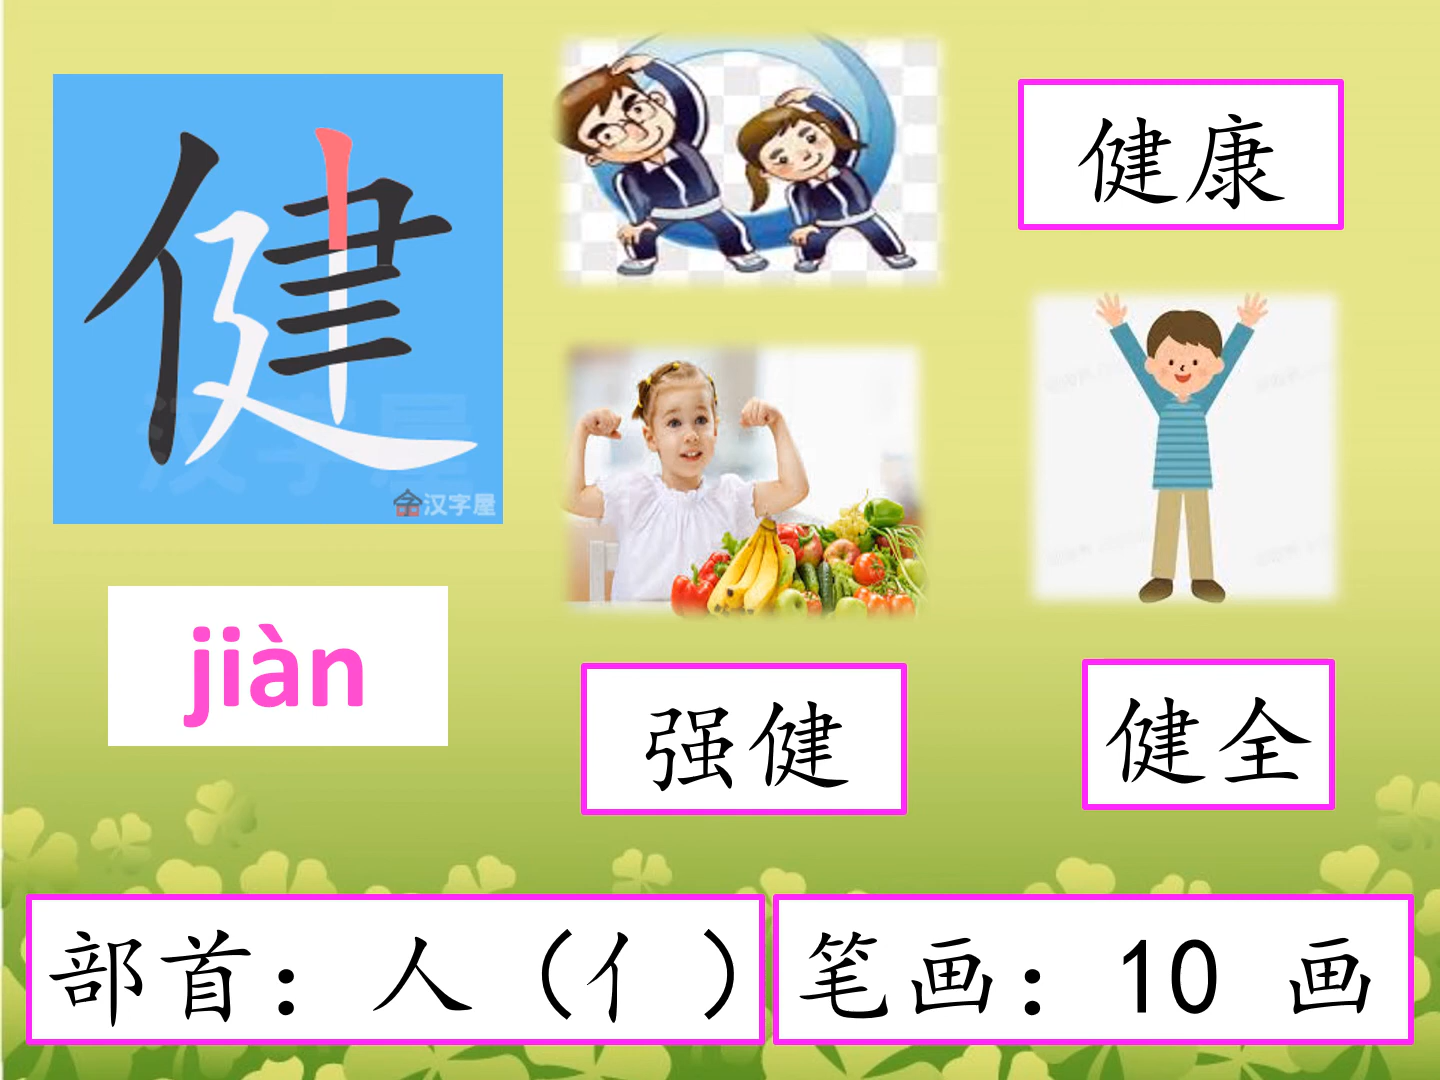 健
汉字屋
jiàn
健康
强健
健全
部首：人（亻）
笔画：10 画